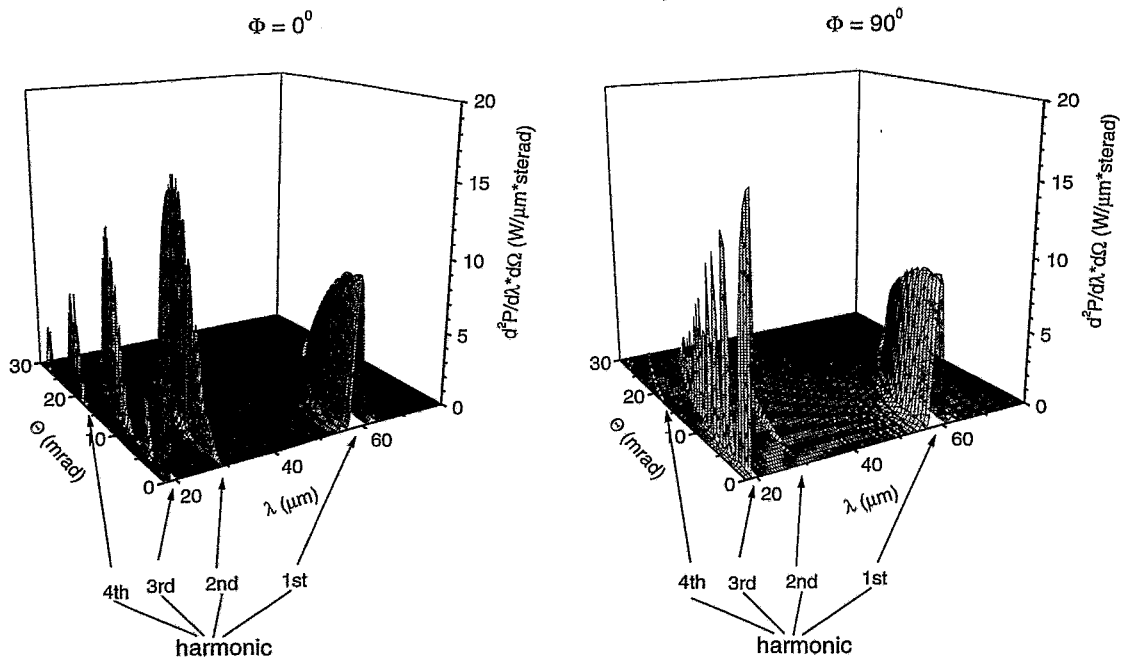 Φ = 0⁰
20
15
10
5
0
d²P/dλ*dΩ (W/μm*sterad)
30
20
10
0
Θ (mrad)
20
40
60
λ (μm)
4th
3rd
2nd
1st
harmonic
Φ = 90⁰
20
15
10
5
0
d²P/dλ*dΩ (W/μm*sterad)
30
20
10
0
Θ (mrad)
20
40
60
λ (μm)
4th
3rd
2nd
1st
harmonic